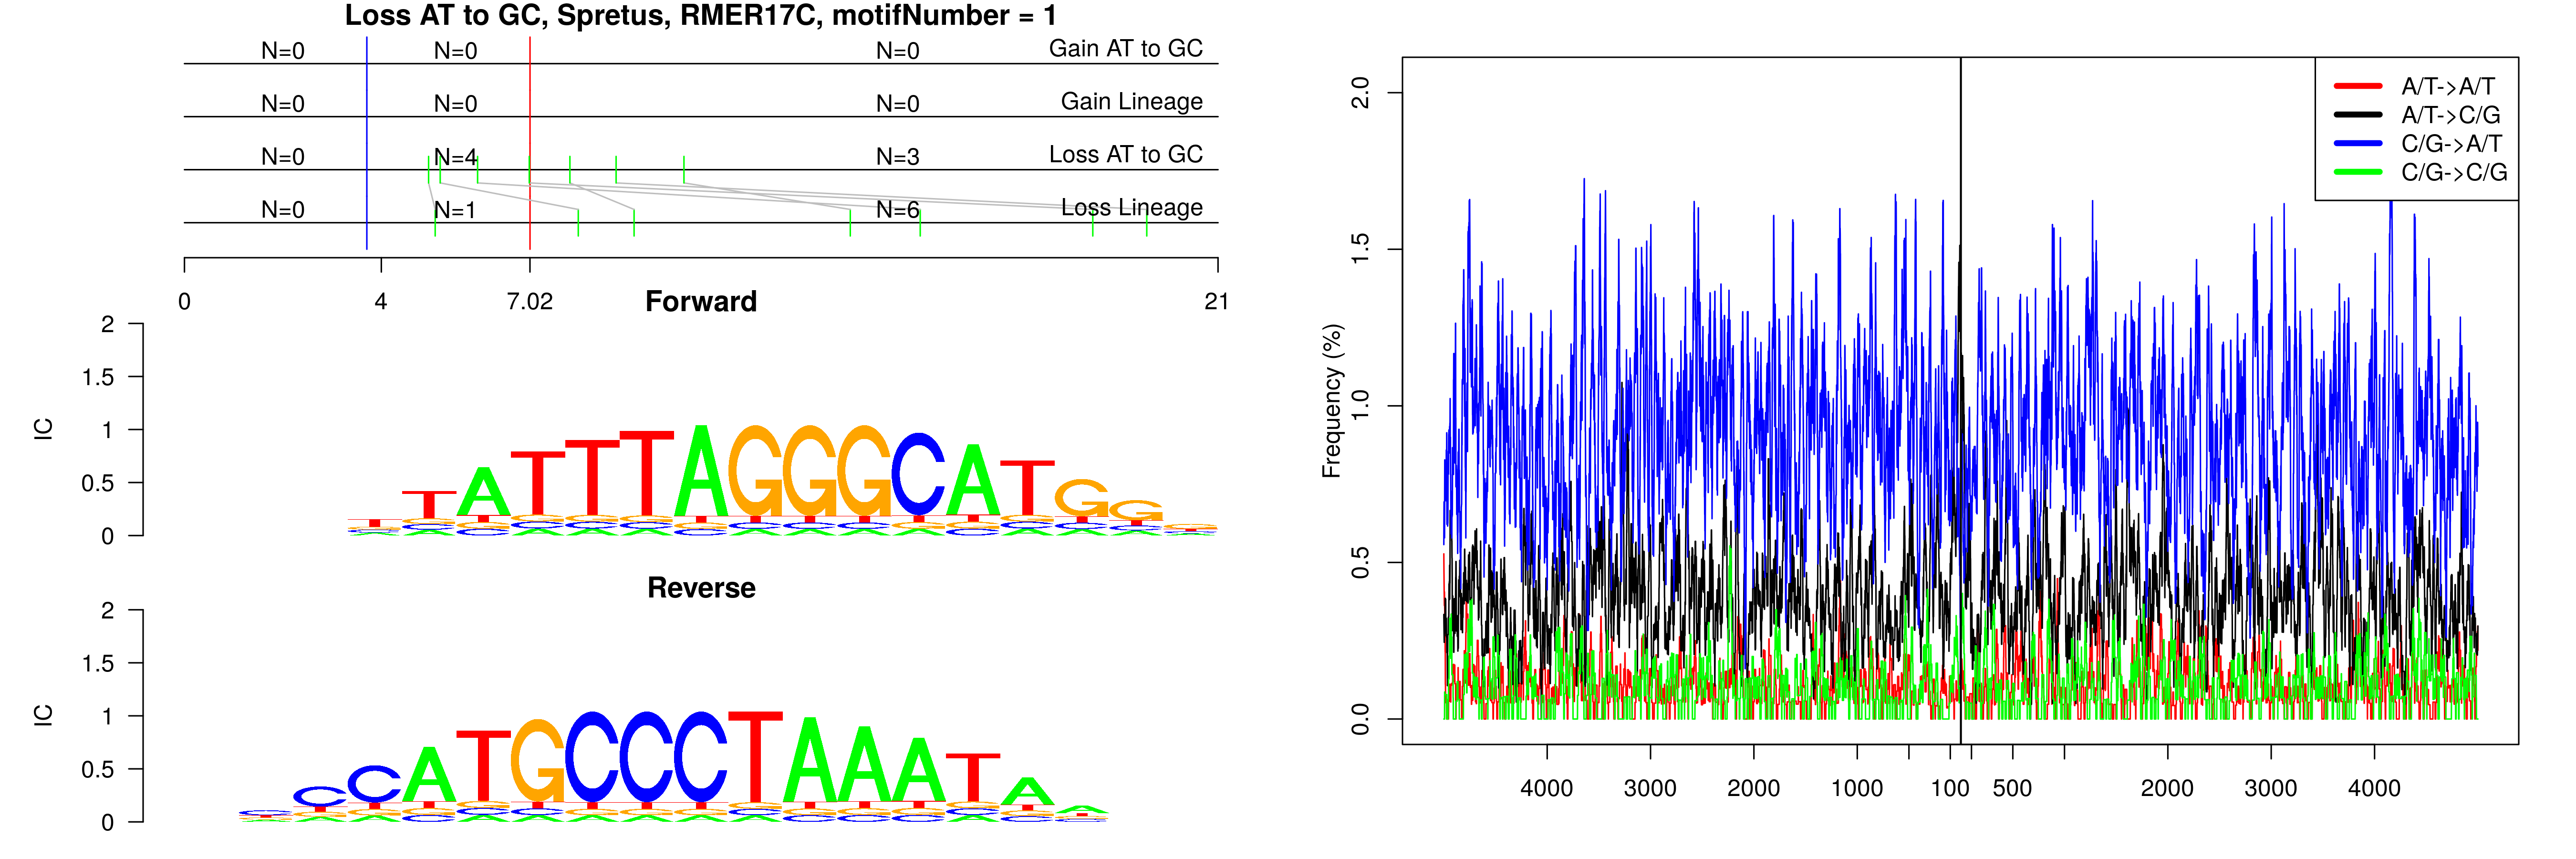 Loss AT to GC, Spretus, RMER17C, motifNumber = 1
N=0 N=0 N=0 Gain AT to GC
N=0 N=0 N=0 Gain Lineage
N=0 N=4 N=3 Loss AT to GC
N=0 N=1 N=6 Loss Lineage
0 4 7.02 21
Forward
2
1.5
1
0.5
0
IC
TATTTAGGGCATGG
Reverse
2
1.5
1
0.5
0
IC
CCATGCCCTAAATAA
2.0
1.5
1.0
0.5
0.0
Frequency (%)
A/T->A/T
A/T->C/G
C/G->A/T
C/G->C/G
4000 3000 2000 1000 100 500 2000 3000 4000